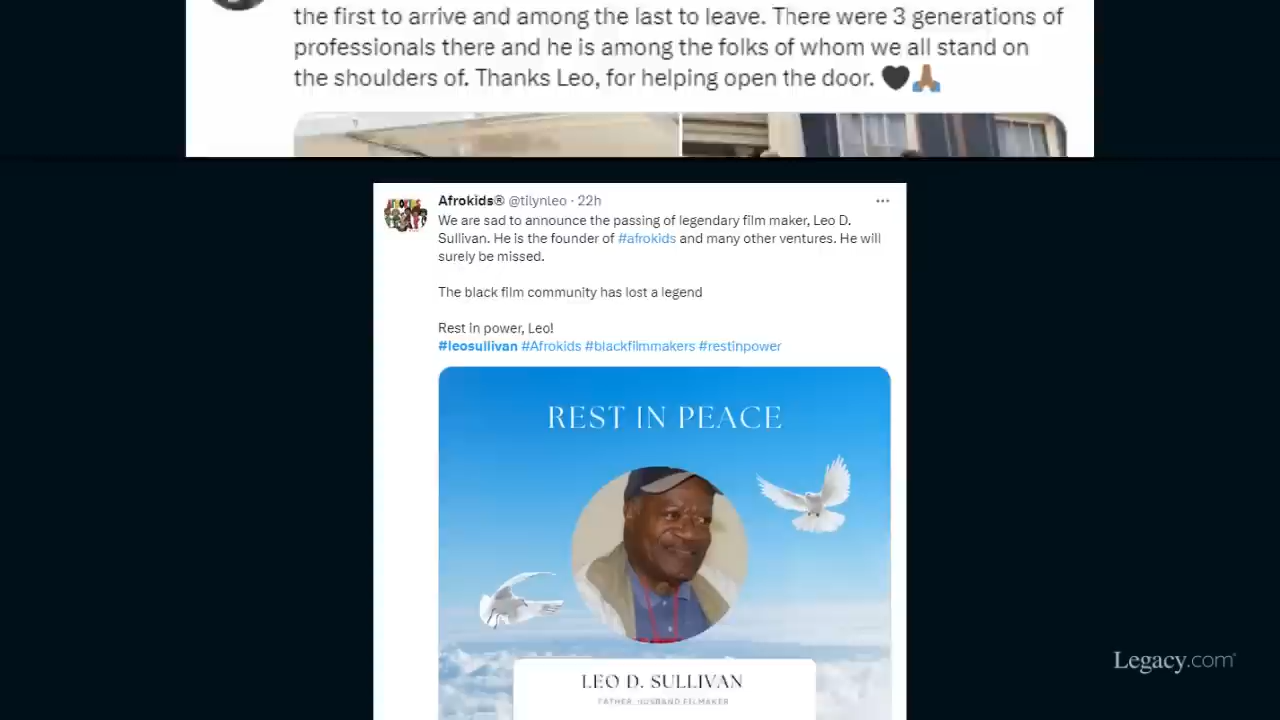 the first to arrive and among the last to leave. There were 3 generations of
professionals there and he is among the folks of whom we all stand on
the shoulders of. Thanks Leo, for helping open the door. 🖤🙏🏾
Afrokids® @tilynleo · 22h
We are sad to announce the passing of legendary film maker, Leo D.
Sullivan. He is the founder of #afrokids and many other ventures. He will
surely be missed.
The black film community has lost a legend
Rest in power, Leo!
#leosullivan #Afrokids #blackfilmmakers #restinpower
REST IN PEACE
LEO D. SULLIVAN
FATHER, HUSBAND, FILMAKER
Legacy.com